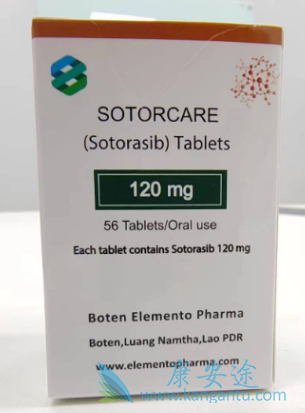 SOTORCARE
(Sotorasib) Tablets
120 mg
56 Tablets/Oral use
Each tablet contains Sotorasib 120 mg
Boten Elemento Pharma
Boten,Luang Namtha,Lao PDR
www.elementopharma.com
康安途
www.kangantu.com